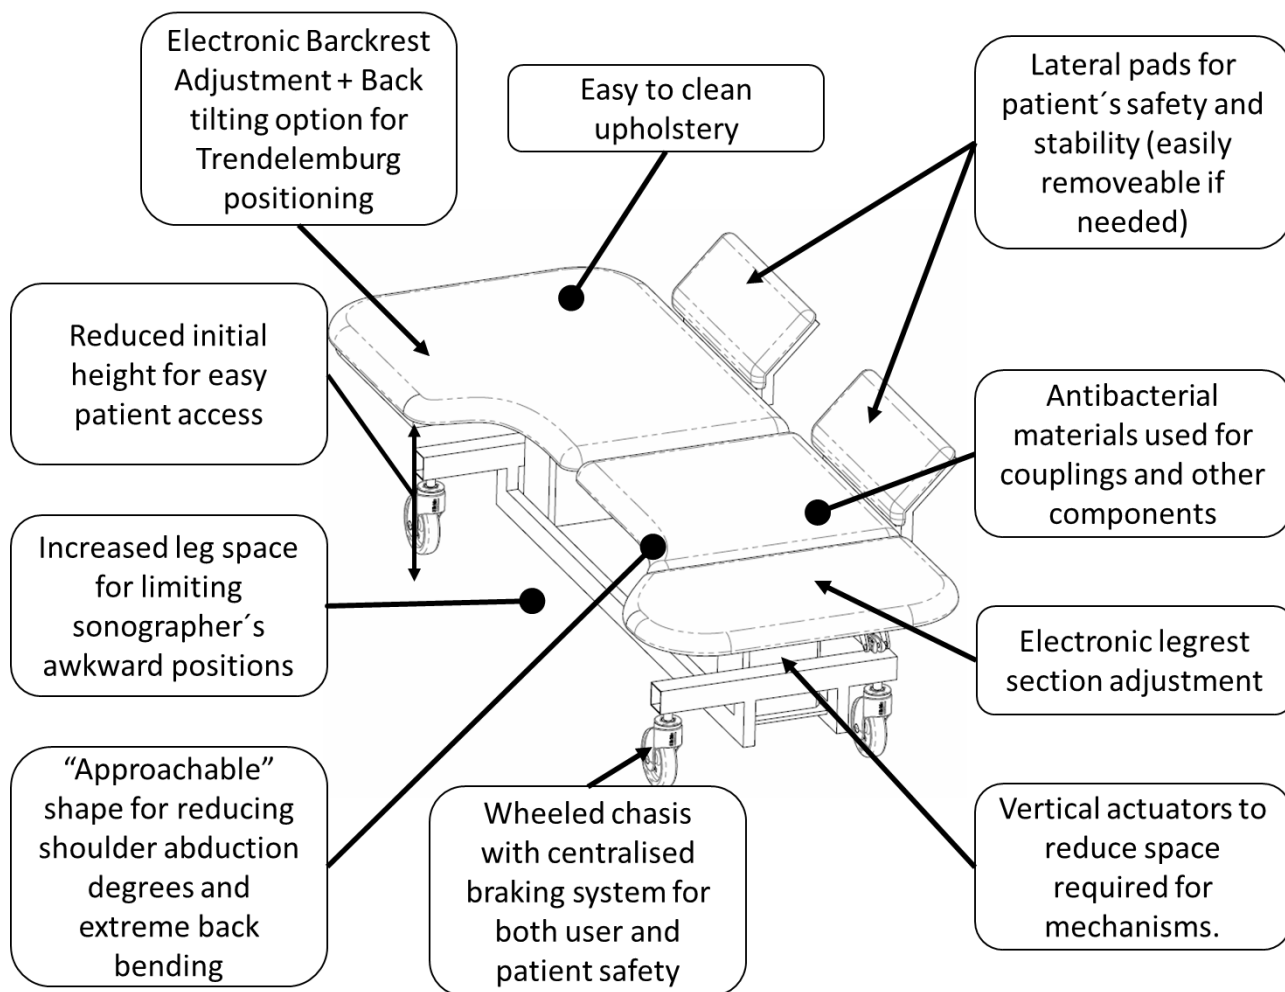 Electronic Barckrest
Adjustment + Back
tilting option for
Trendelemburg
positioning
Easy to clean
upholstery
Lateral pads for
patient´s safety and
stability (easily
removeable if
needed)
Reduced initial
height for easy
patient access
Antibacterial
materials used for
couplings and other
components
Increased leg space
for limiting
sonographer´s
awkward positions
Electronic legrest
section adjustment
“Approachable”
shape for reducing
shoulder abduction
degrees and
extreme back
bending
Wheeled chasis
with centralised
braking system for
both user and
patient safety
Vertical actuators to
reduce space
required for
mechanisms.